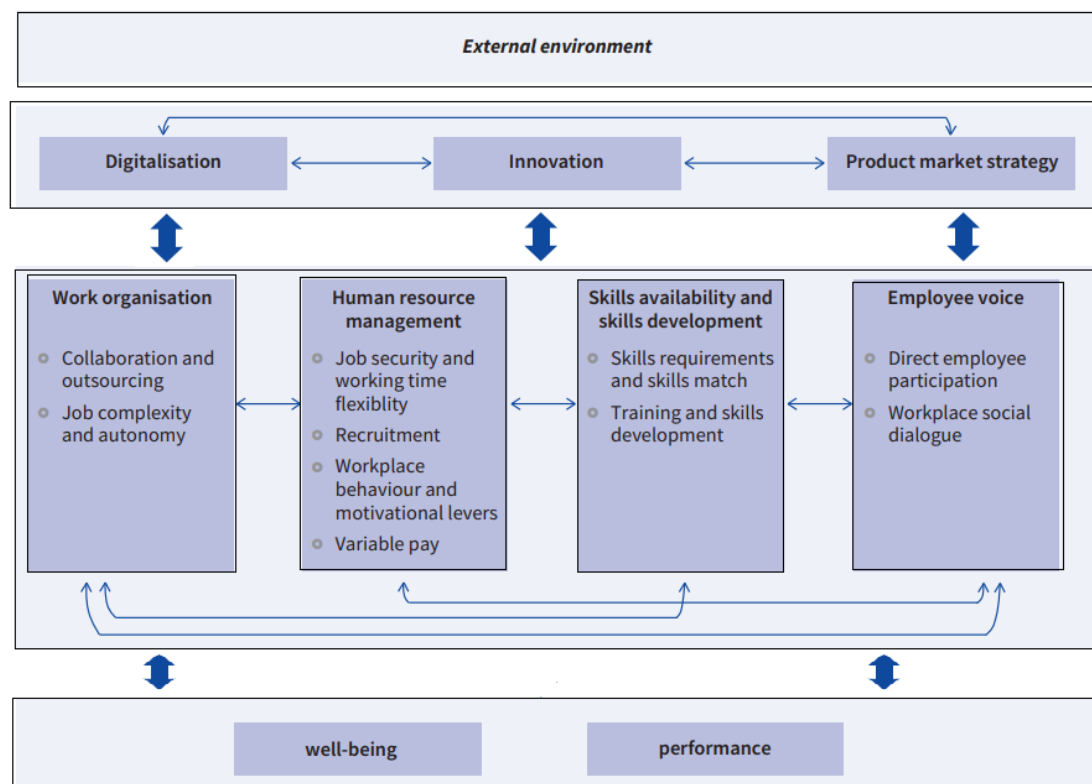 External environment
Digitalisation
Innovation
Product market strategy
Work organisation
Collaboration and
outsourcing
Job complexity
and autonomy
Human resource
management
Job security and
working time
flexiblity
Recruitment
Workplace
behaviour and
motivational levers
Variable pay
Skills availability and
skills development
Skills requirements
and skills match
Training and skills
development
Employee voice
Direct employee
participation
Workplace social
dialogue
well-being
performance